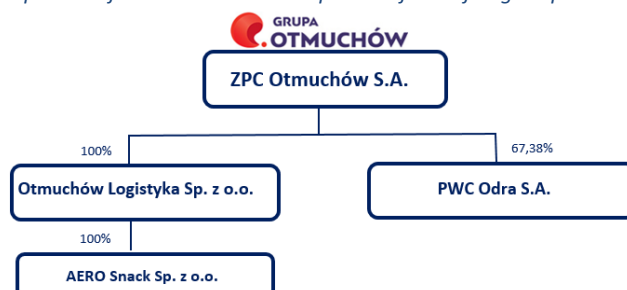 GRUPA
OTMUCHÓW
ZPC Otmuchów S.A.
100%
67,38%
Otmuchów Logistyka Sp. z o.o.
PWC Odra S.A.
100%
AERO Snack Sp. z o.o.